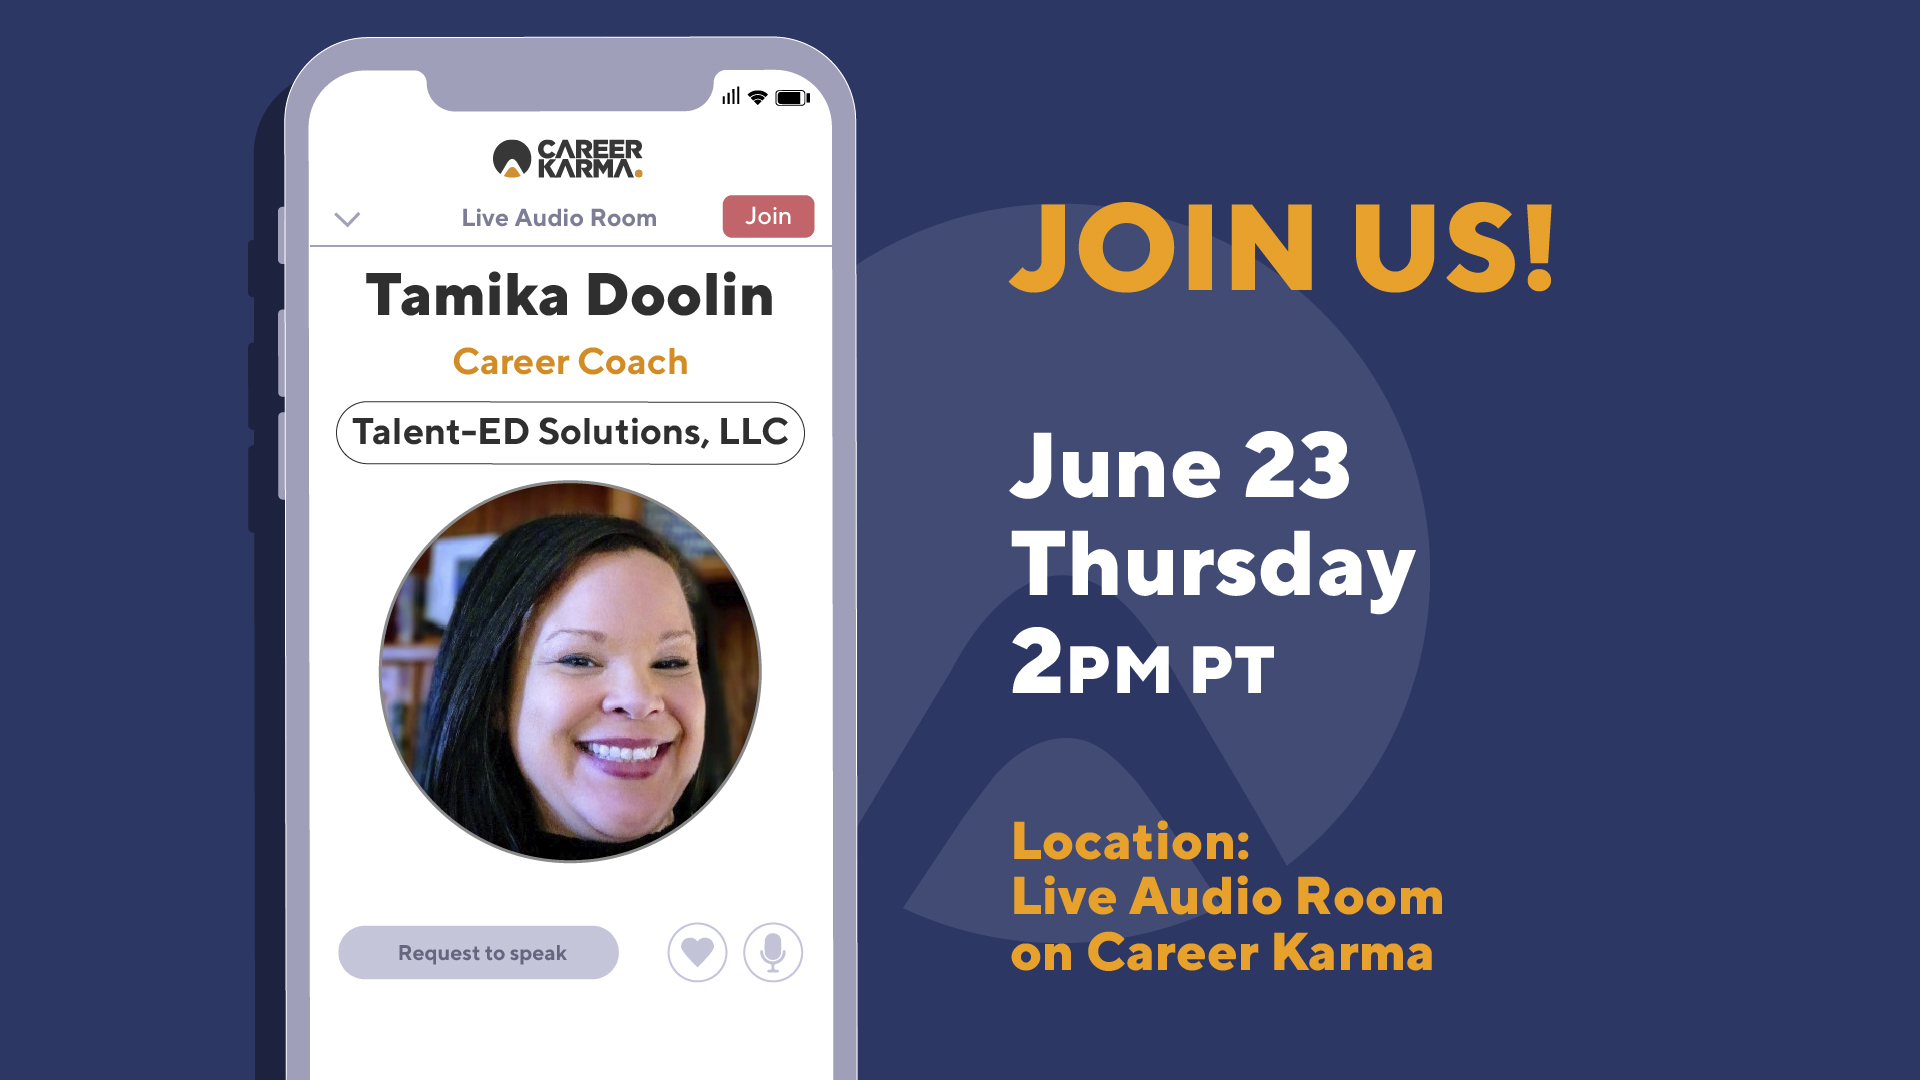 CAREER
KARMA.
Live Audio Room
Join
Tamika Doolin
Career Coach
Talent-ED Solutions, LLC
Request to speak
JOIN US!
June 23
Thursday
2PM PT
Location:
Live Audio Room
on Career Karma